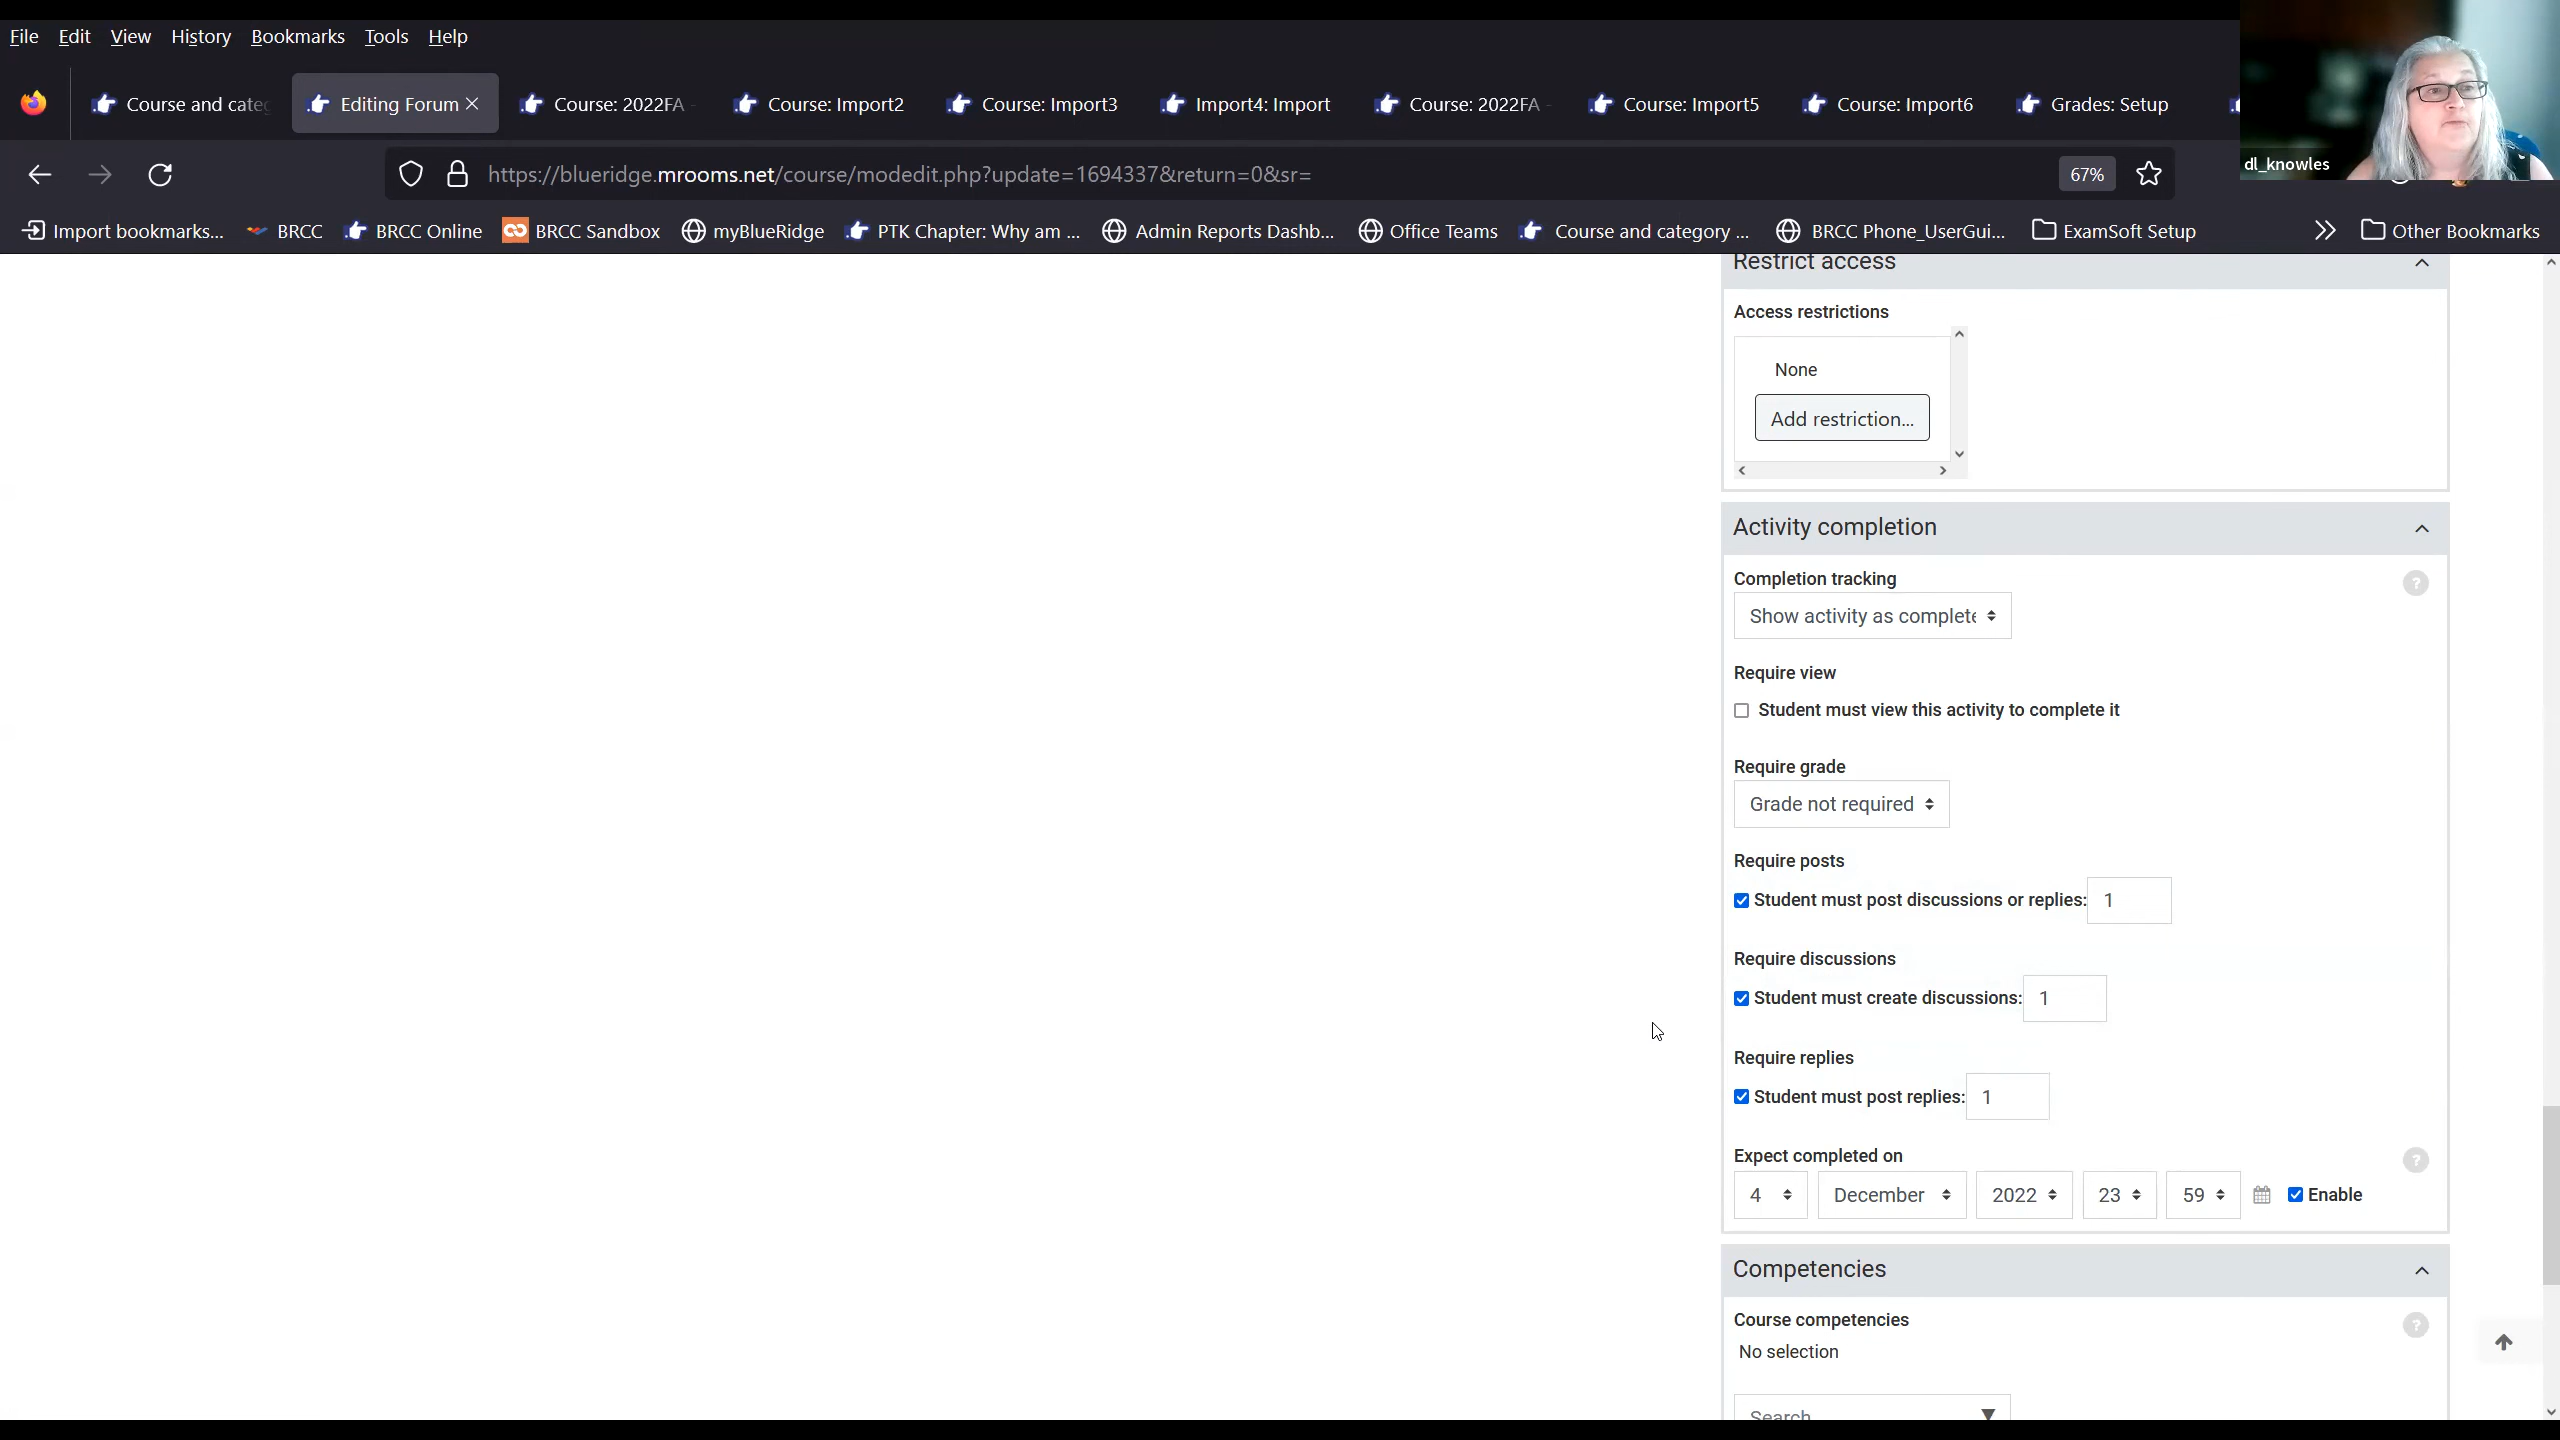 File Edit View History Bookmarks Tools Help
Course and categ Editing Forum Course: 2022FA - Course: Import2 Course: Import3 Import4: Import Course: 2022FA - Course: Import5 Course: Import6 Grades: Setup
https://blueridge.mrooms.net/course/modedit.php?update=1694337&return=0&sr= 67%
dl_knowles
Import bookmarks... BRCC BRCC Online BRCC Sandbox myBlueRidge PTK Chapter: Why am ... Admin Reports Dashb... Office Teams Course and category ... BRCC Phone_UserGui... ExamSoft Setup Other Bookmarks
Restrict access
Access restrictions
None
Add restriction...
Activity completion
Completion tracking
Show activity as complete
Require view
Student must view this activity to complete it
Require grade
Grade not required
Require posts
Student must post discussions or replies: 1
Require discussions
Student must create discussions: 1
Require replies
Student must post replies: 1
Expect completed on
4 December 2022 23 59 Enable
Competencies
Course competencies
No selection
Search